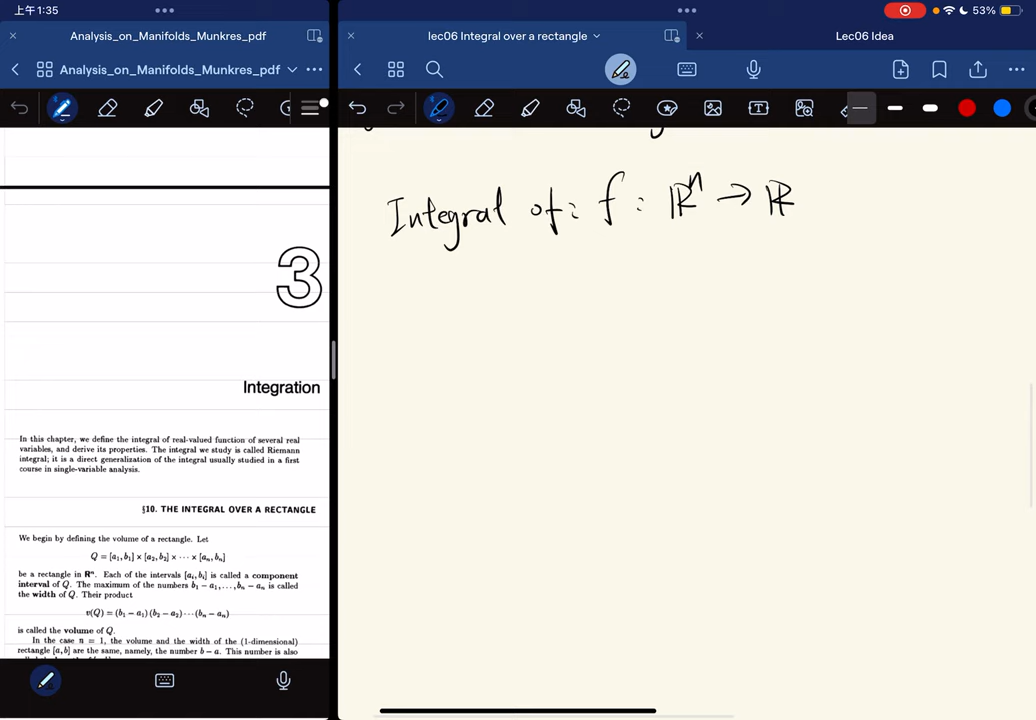 上午1:35
53%
Analysis_on_Manifolds_Munkres_pdf
lec06 Integral over a rectangle
Lec06 Idea
Analysis_on_Manifolds_Munkres_pdf
Integral of: f: ℝⁿ → ℝ
3
Integration
In this chapter, we define the integral of real-valued function of several real
variables, and derive its properties. The integral we study is called Riemann
integral; it is a direct generalization of the integral usually studied in a first
course in single-variable analysis.
§10. THE INTEGRAL OVER A RECTANGLE
We begin by defining the volume of a rectangle. Let
Q = [a₁, b₁] × [a₂, b₂] × ⋯ × [aₙ, bₙ]
be a rectangle in Rⁿ. Each of the intervals [aᵢ, bᵢ] is called a component
interval of Q. The maximum of the numbers b₁ − a₁, . . . , bₙ − aₙ is called
the width of Q. Their product
v(Q) = (b₁ − a₁)(b₂ − a₂) ⋯ (bₙ − aₙ)
is called the volume of Q.
In the case n = 1, the volume and the width of the (1-dimensional)
rectangle [a, b] are the same, namely, the number b − a. This number is also